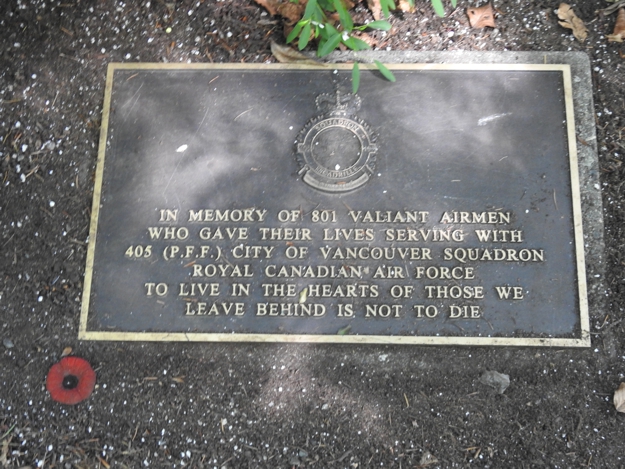 SQUADRON
IN MEMORY OF 801 VALIANT AIRMEN
WHO GAVE THEIR LIVES SERVING WITH
405 (P.F.F.) CITY OF VANCOUVER SQUADRON
ROYAL CANADIAN AIR FORCE
TO LIVE IN THE HEARTS OF THOSE WE
LEAVE BEHIND IS NOT TO DIE